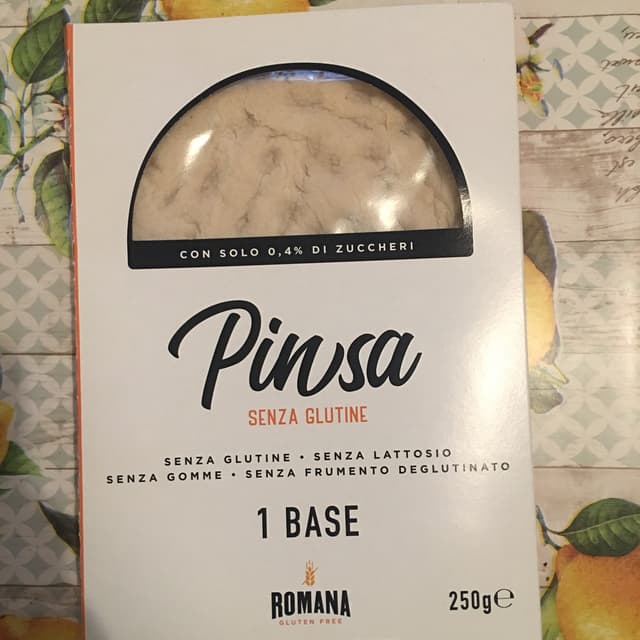 CON SOLO 0,4% DI ZUCCHERI
Pinsa
SENZA GLUTINE
SENZA GLUTINE • SENZA LATTOSIO
SENZA GOMME • SENZA FRUMENTO DEGLUTINATO
1 BASE
ROMANA
GLUTEN FREE
250g℮